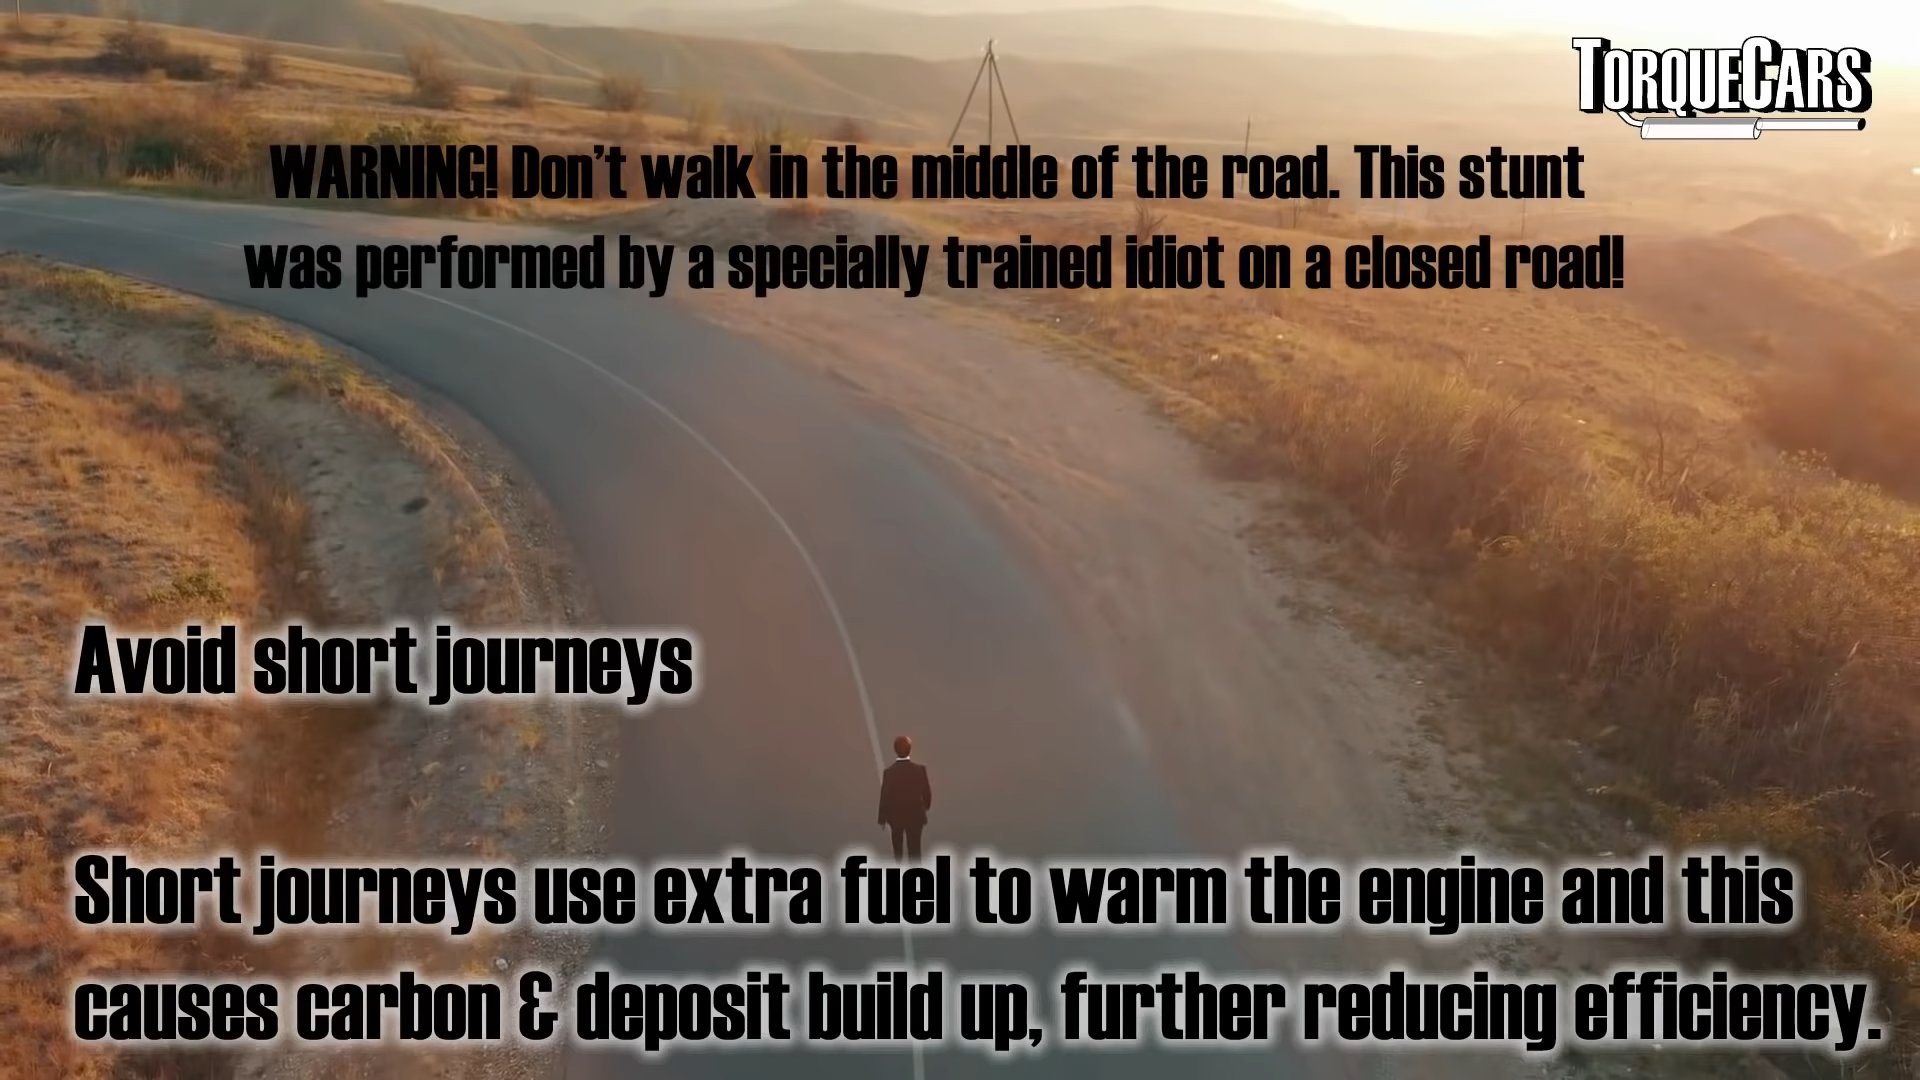 TORQUECARS
WARNING! Don't walk in the middle of the road. This stunt
was performed by a specially trained idiot on a closed road!
Avoid short journeys
Short journeys use extra fuel to warm the engine and this
causes carbon & deposit build up, further reducing efficiency.